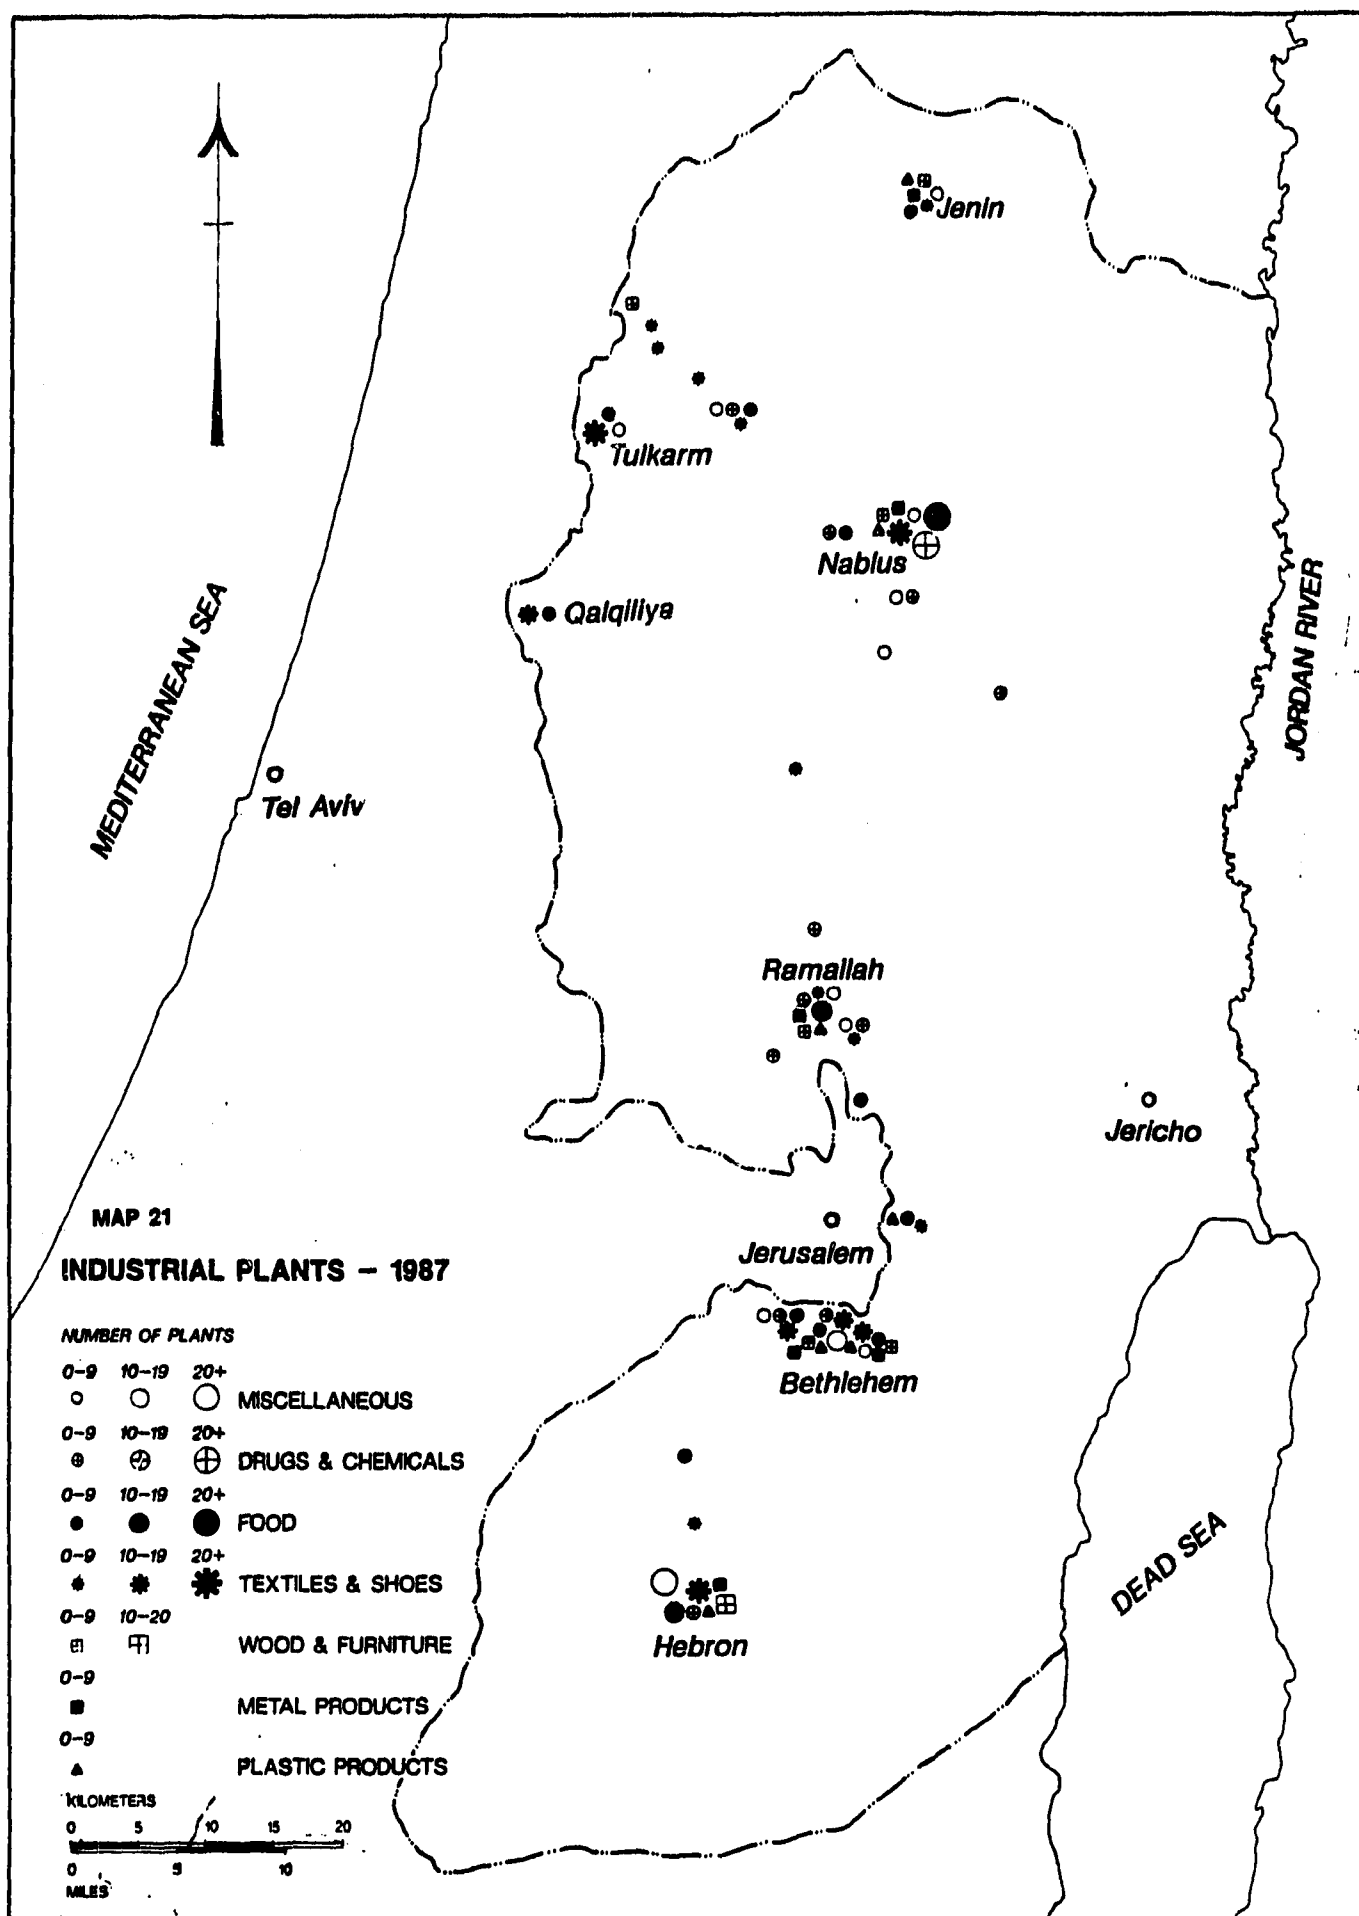 Jenin
Tulkarm
Nablus
Qalqiliya
MEDITERRANEAN SEA
JORDAN RIVER
Tel Aviv
Ramallah
Jericho
Jerusalem
Bethlehem
Hebron
DEAD SEA
MAP 21
INDUSTRIAL PLANTS – 1987
NUMBER OF PLANTS
0-9 10-19 20+
MISCELLANEOUS
0-9 10-19 20+
DRUGS & CHEMICALS
0-9 10-19 20+
FOOD
0-9 10-19 20+
TEXTILES & SHOES
0-9 10-20
WOOD & FURNITURE
0-9
METAL PRODUCTS
0-9
PLASTIC PRODUCTS
KILOMETERS
0 5 10 15 20
0 5 10
MILES